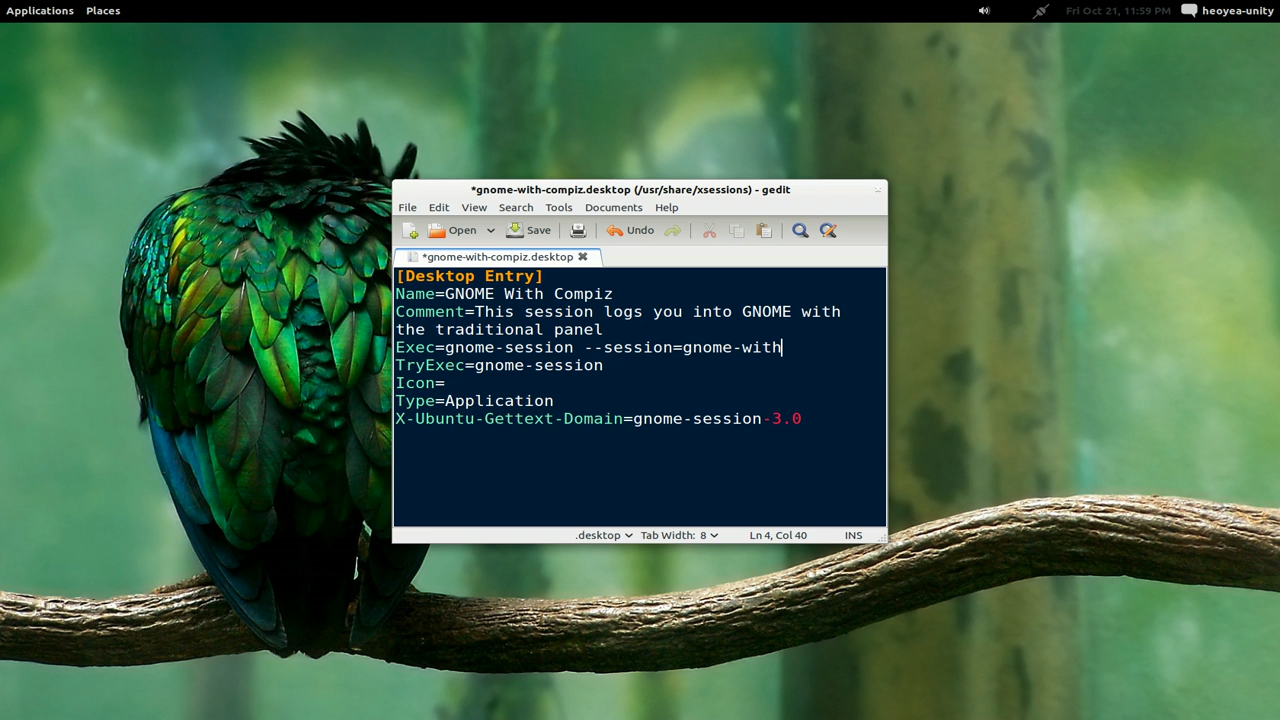 Applications Places Fri Oct 21, 11:59 PM heoyea-unity
*gnome-with-compiz.desktop (/usr/share/xsessions) - gedit
File Edit View Search Tools Documents Help
Open Save Undo
*gnome-with-compiz.desktop
[Desktop Entry]
Name=GNOME With Compiz
Comment=This session logs you into GNOME with
the traditional panel
Exec=gnome-session --session=gnome-with
TryExec=gnome-session
Icon=
Type=Application
X-Ubuntu-Gettext-Domain=gnome-session-3.0
.desktop Tab Width: 8 Ln 4, Col 40 INS